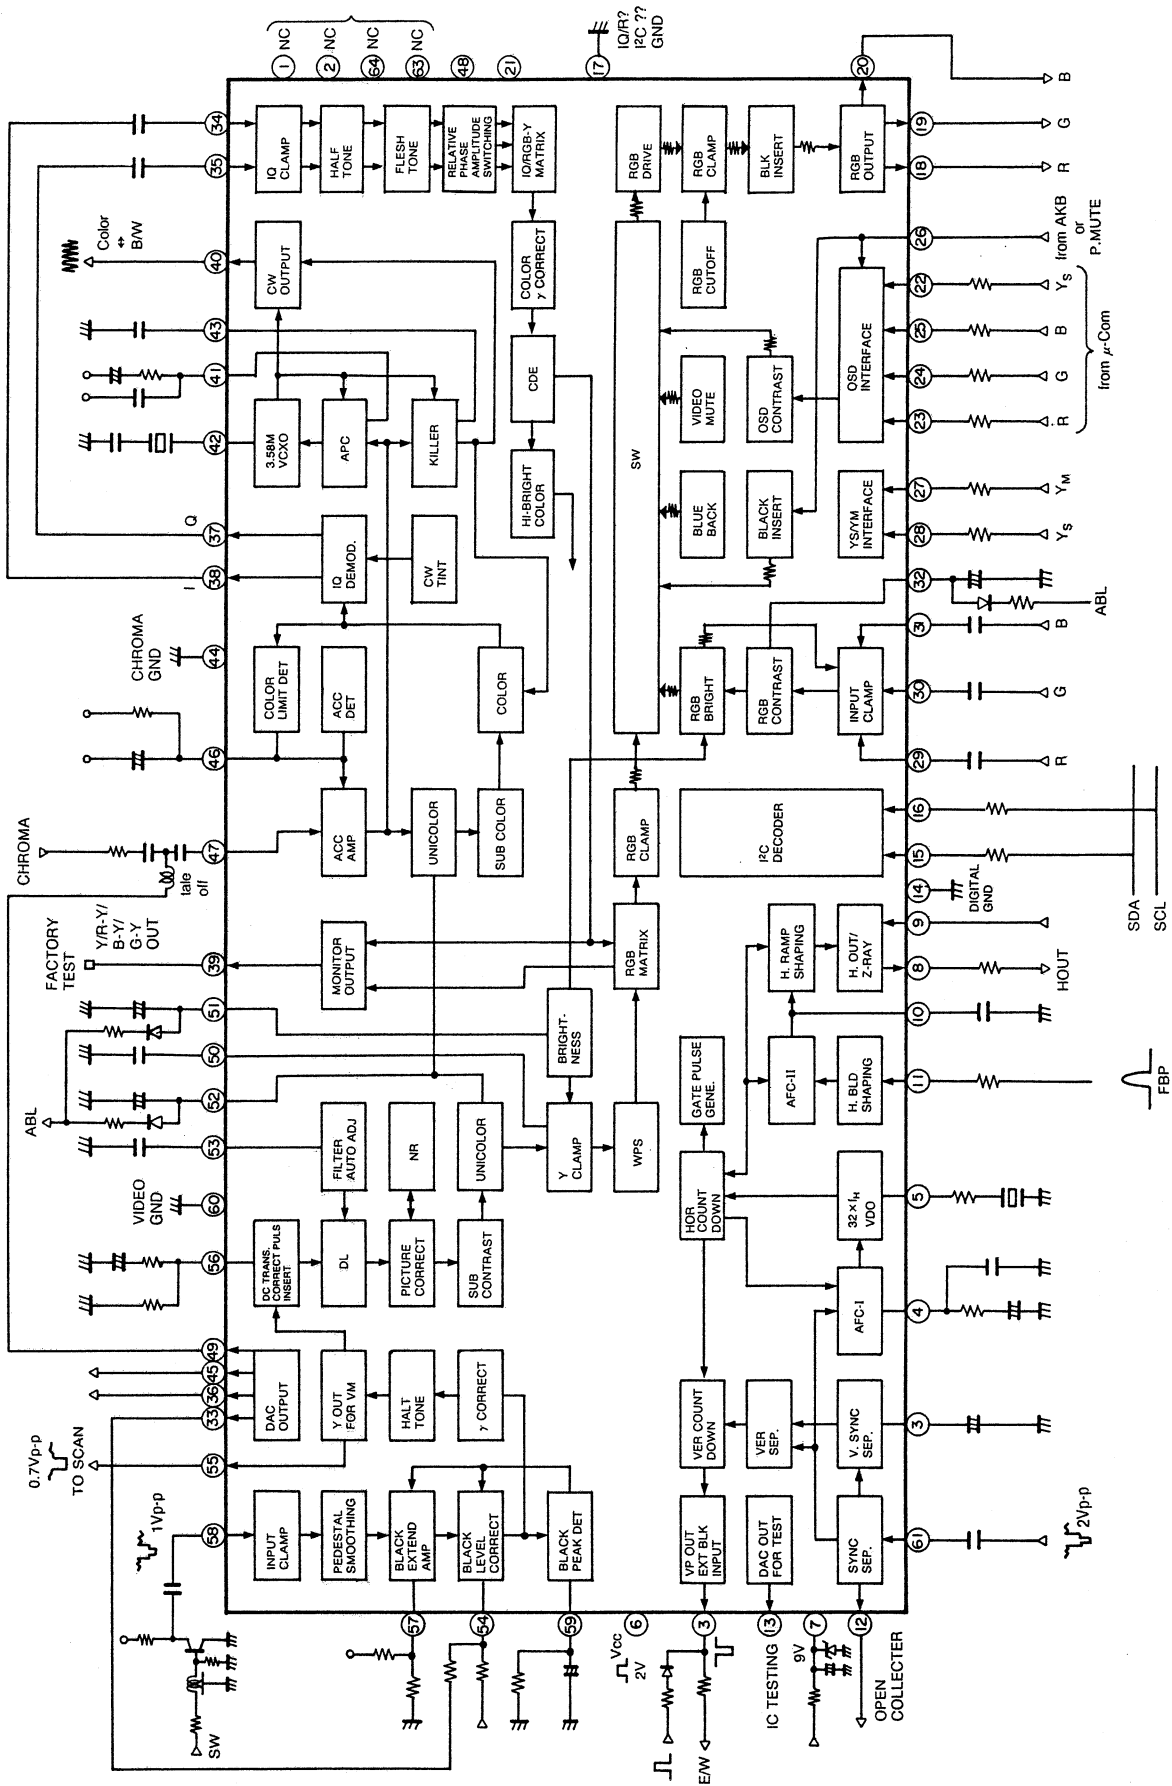 1 NC
2 NC
64 NC
63 NC
48
21
17
IQ/R?
I²C ??
GND
20
B
34
35
IQ CLAMP
HALF TONE
FLESH TONE
RELATIVE PHASE AMPLITUDE SWITCHING
IQ/RGB-Y MATRIX
RGB DRIVE
RGB CLAMP
BLK INSERT
RGB OUTPUT
19
G
18
R
Color
↔
B/W
40
CW OUTPUT
COLOR γ CORRECT
RGB CUTOFF
26
from AKB
or
P.MUTE
22
YS
43
41
42
3.58M VCXO
APC
KILLER
CDE
HI-BRIGHT COLOR
SW
VIDEO MUTE
OSD CONTRAST
OSD INTERFACE
25
B
24
G
23
.R
from μ-Com
BLUE BACK
BLACK INSERT
YS/YM INTERFACE
27
YM
28
YS
Q
37
I
38
IQ DEMOD.
CW TINT
32
ABL
31
B
CHROMA GND
44
COLOR LIMIT DET
ACC DET
COLOR
RGB BRIGHT
RGB CONTRAST
INPUT CLAMP
30
G
29
R
46
CHROMA
47
tale off
ACC AMP
UNICOLOR
SUB COLOR
RGB CLAMP
I²C DECODER
16
15
SDA
SCL
14
DIGITAL GND
Y/R-Y/
B-Y/
G-Y
OUT
FACTORY TEST
39
MONITOR OUTPUT
RGB MATRIX
H. RAMP SHAPING
H. OUT/ Z-RAY
9
8
HOUT
51
50
BRIGHT-NESS
10
GATE PULSE GENE.
AFC-II
H. BLD SHAPING
11
FBP
ABL
52
53
FILTER AUTO ADJ
NR
UNICOLOR
Y CLAMP
WPS
VIDEO GND
60
HOR COUNT DOWN
32 × fH VDO
5
56
DC TRANS. CORRECT PULS INSERT
DL
PICTURE CORRECT
SUB CONTRAST
AFC-I
4
49
45
36
33
DAC OUTPUT
Y OUT FOR VM
HALT TONE
γ CORRECT
VER COUNT DOWN
VER SEP.
V. SYNC SEP.
3
0.7Vp-p
TO SCAN
55
1Vp-p
58
INPUT CLAMP
PEDESTAL SMOOTHING
BLACK EXTEND AMP
BLACK LEVEL CORRECT
BLACK PEAK DET
VP OUT EXT BLK INPUT
DAC OUT FOR TEST
SYNC SEP.
61
2Vp-p
57
54
59
6
Vcc
2V
3
13
7
12
SW
E/W
IC TESTING
9V
OPEN COLLECTER